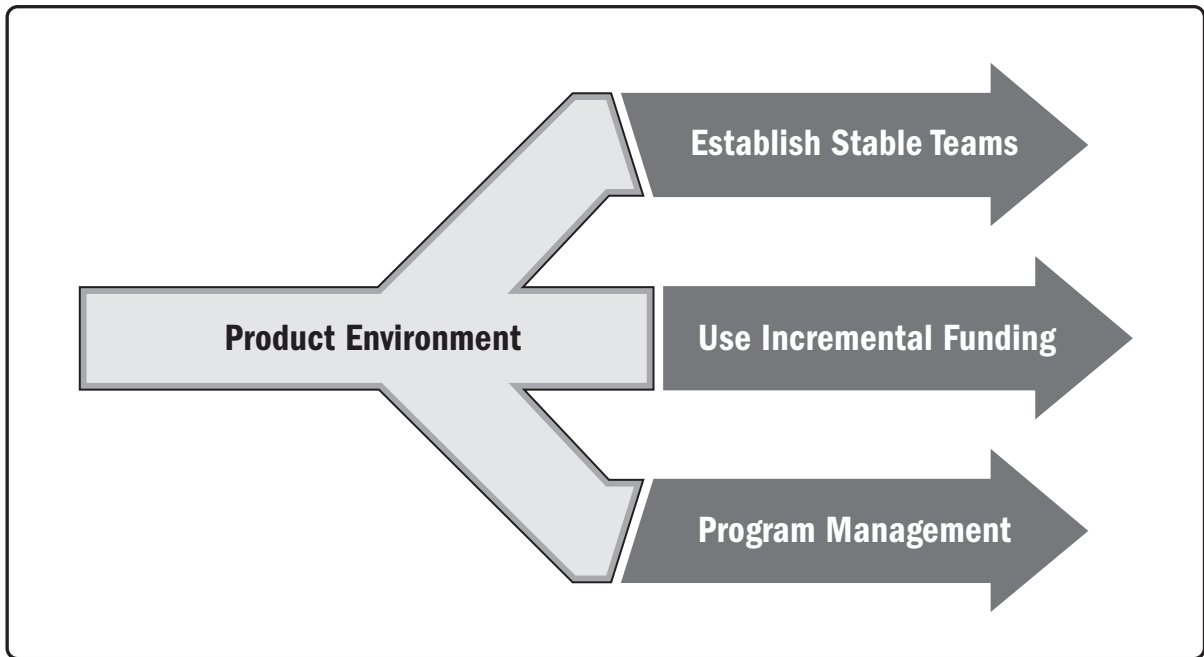 Establish Stable Teams
Product Environment
Use Incremental Funding
Program Management